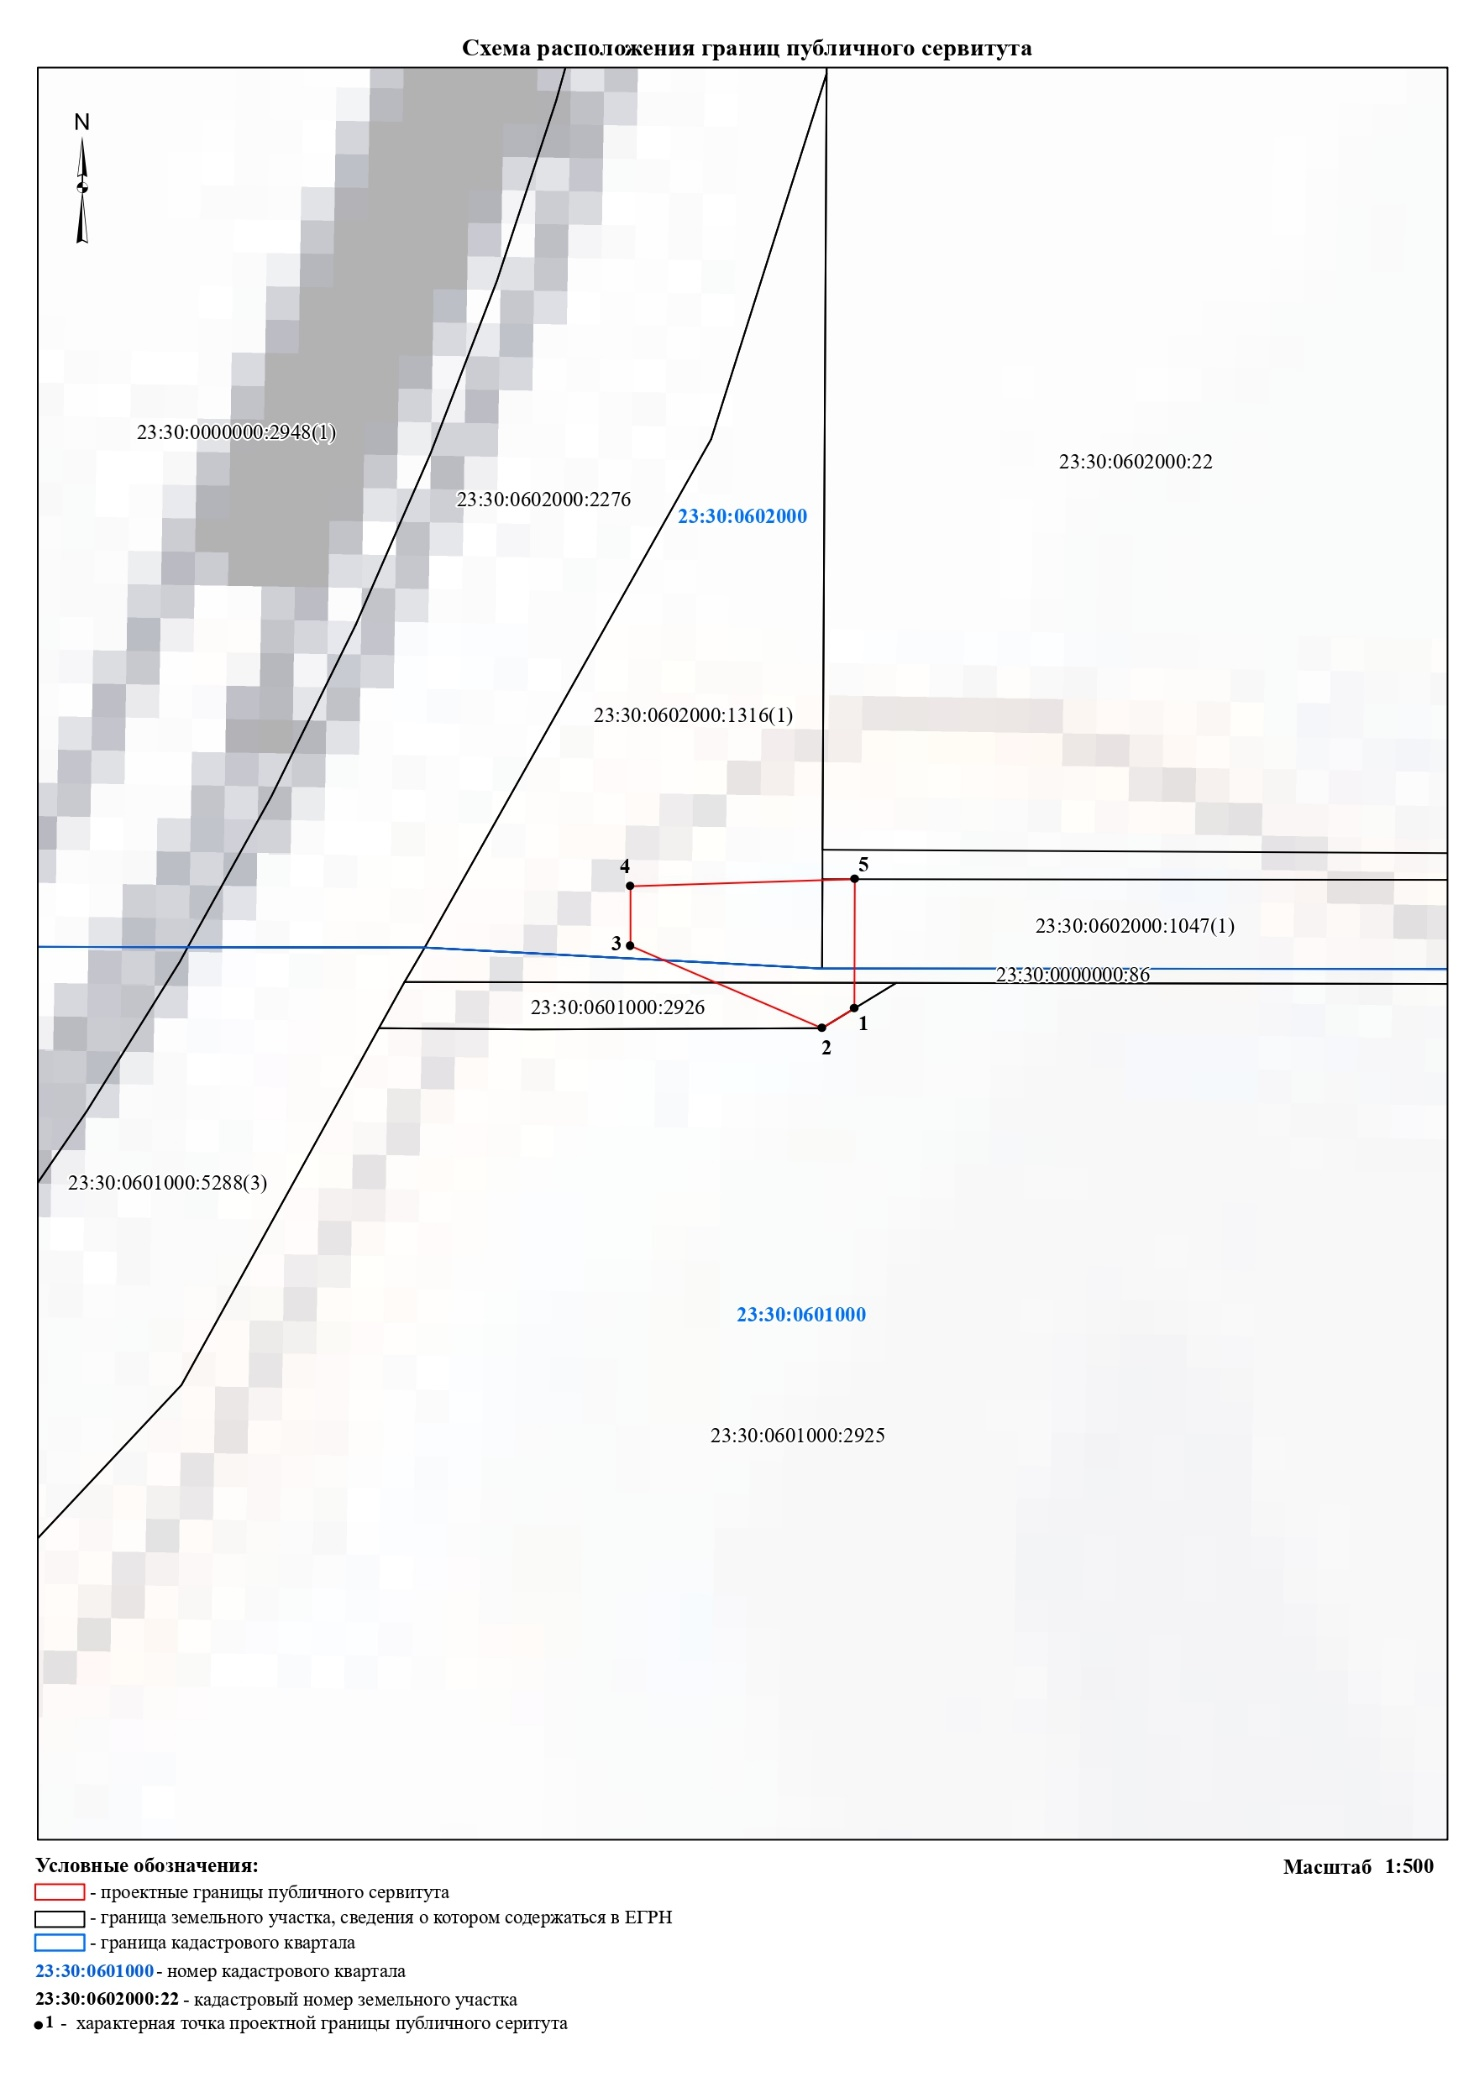 Схема расположения границ публичного сервитута
N
23:30:0000000:2948(1)
23:30:0602000:22
23:30:0602000:2276
23:30:0602000
23:30:0602000:1316(1)
4
5
3
23:30:0602000:1047(1)
23:30:0000000:86
23:30:0601000:2926
1
2
23:30:0601000:5288(3)
23:30:0601000
23:30:0601000:2925
Условные обозначения:
Масштаб 1:500
- проектные границы публичного сервитута
- граница земельного участка, сведения о котором содержаться в ЕГРН
- граница кадастрового квартала
23:30:0601000 - номер кадастрового квартала
23:30:0602000:22 - кадастровый номер земельного участка
●1 - характерная точка проектной границы публичного серитута